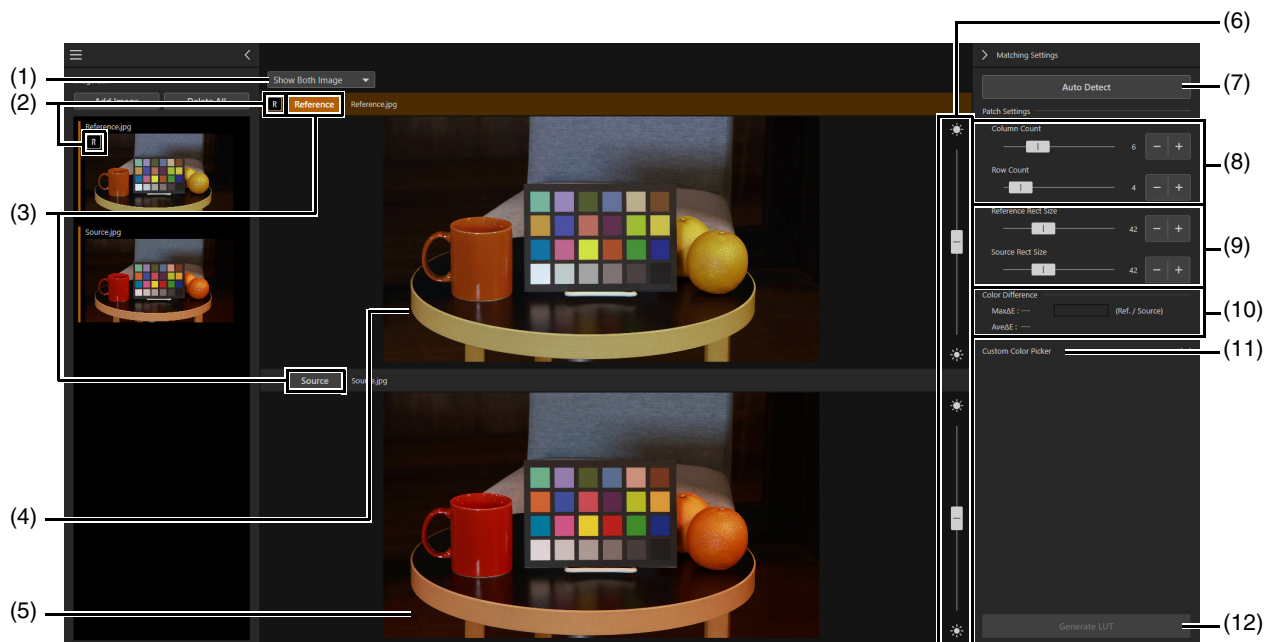 (6)
Matching Settings
(1)
Show Both Image
Auto Detect
(7)
(2)
Add Image
Delete All
R
Reference
Reference.jpg
Patch Settings
Reference.jpg
R
Column Count
6
− +
(8)
Row Count
4
− +
(3)
Source.jpg
Reference Rect Size
42
− +
(9)
Source Rect Size
42
− +
Color Difference
MaxΔE : ---
(Ref. / Source)
(10)
AveΔE : ---
Custom Color Picker
(11)
Source
Source.jpg
(4)
(5)
Generate LUT
(12)